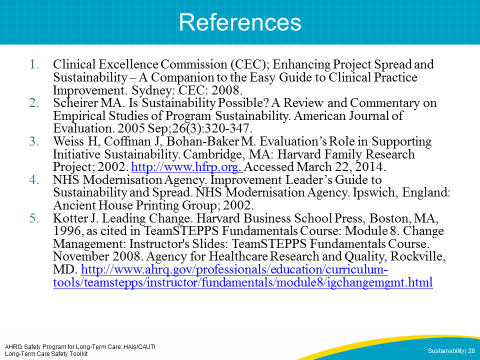 References
1. Clinical Excellence Commission (CEC); Enhancing Project Spread and
Sustainability – A Companion to the Easy Guide to Clinical Practice
Improvement. Sydney: CEC: 2008.
2. Scheirer MA. Is Sustainability Possible? A Review and Commentary on
Empirical Studies of Program Sustainability. American Journal of
Evaluation. 2005 Sep;26(3):320-347.
3. Weiss H, Coffman J, Bohan-Baker M. Evaluation's Role in Supporting
Initiative Sustainability. Cambridge, MA: Harvard Family Research
Project; 2002. http://www.hfrp.org. Accessed March 22, 2014.
4. NHS Modernisation Agency. Improvement Leader's Guide to
Sustainability and Spread. NHS Modernisation Agency. Ipswich, England:
Ancient House Printing Group; 2002.
5. Kotter J. Leading Change. Harvard Business School Press, Boston, MA,
1996, as cited in TeamSTEPPS Fundamentals Course: Module 8. Change
Management: Instructor's Slides: TeamSTEPPS Fundamentals Course.
November 2008. Agency for Healthcare Research and Quality, Rockville,
MD. http://www.ahrq.gov/professionals/education/curriculum-
tools/teamstepps/instructor/fundamentals/module8/igchangemgmt.html
AHRQ Safety Program for Long-Term Care: HAIs/CAUTI
Long-Term Care Safety Toolkit
Sustainability | 28